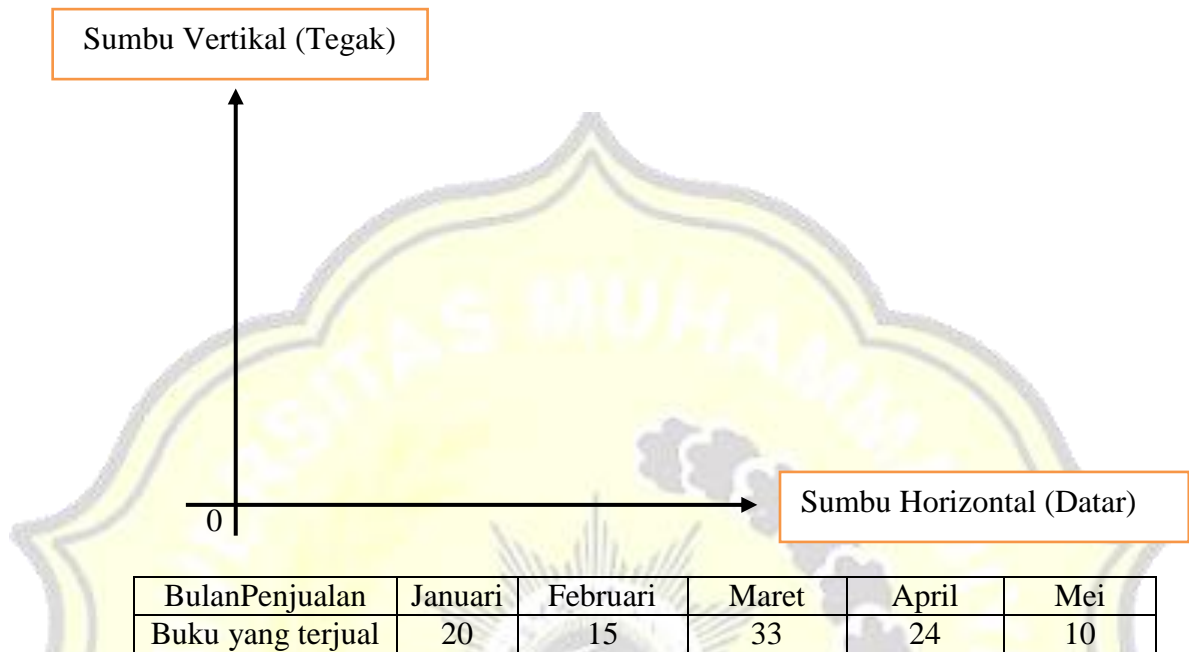 Sumbu Vertikal (Tegak)
Sumbu Horizontal (Datar)
0
BulanPenjualan Januari Februari Maret April Mei
Buku yang terjual 20 15 33 24 10